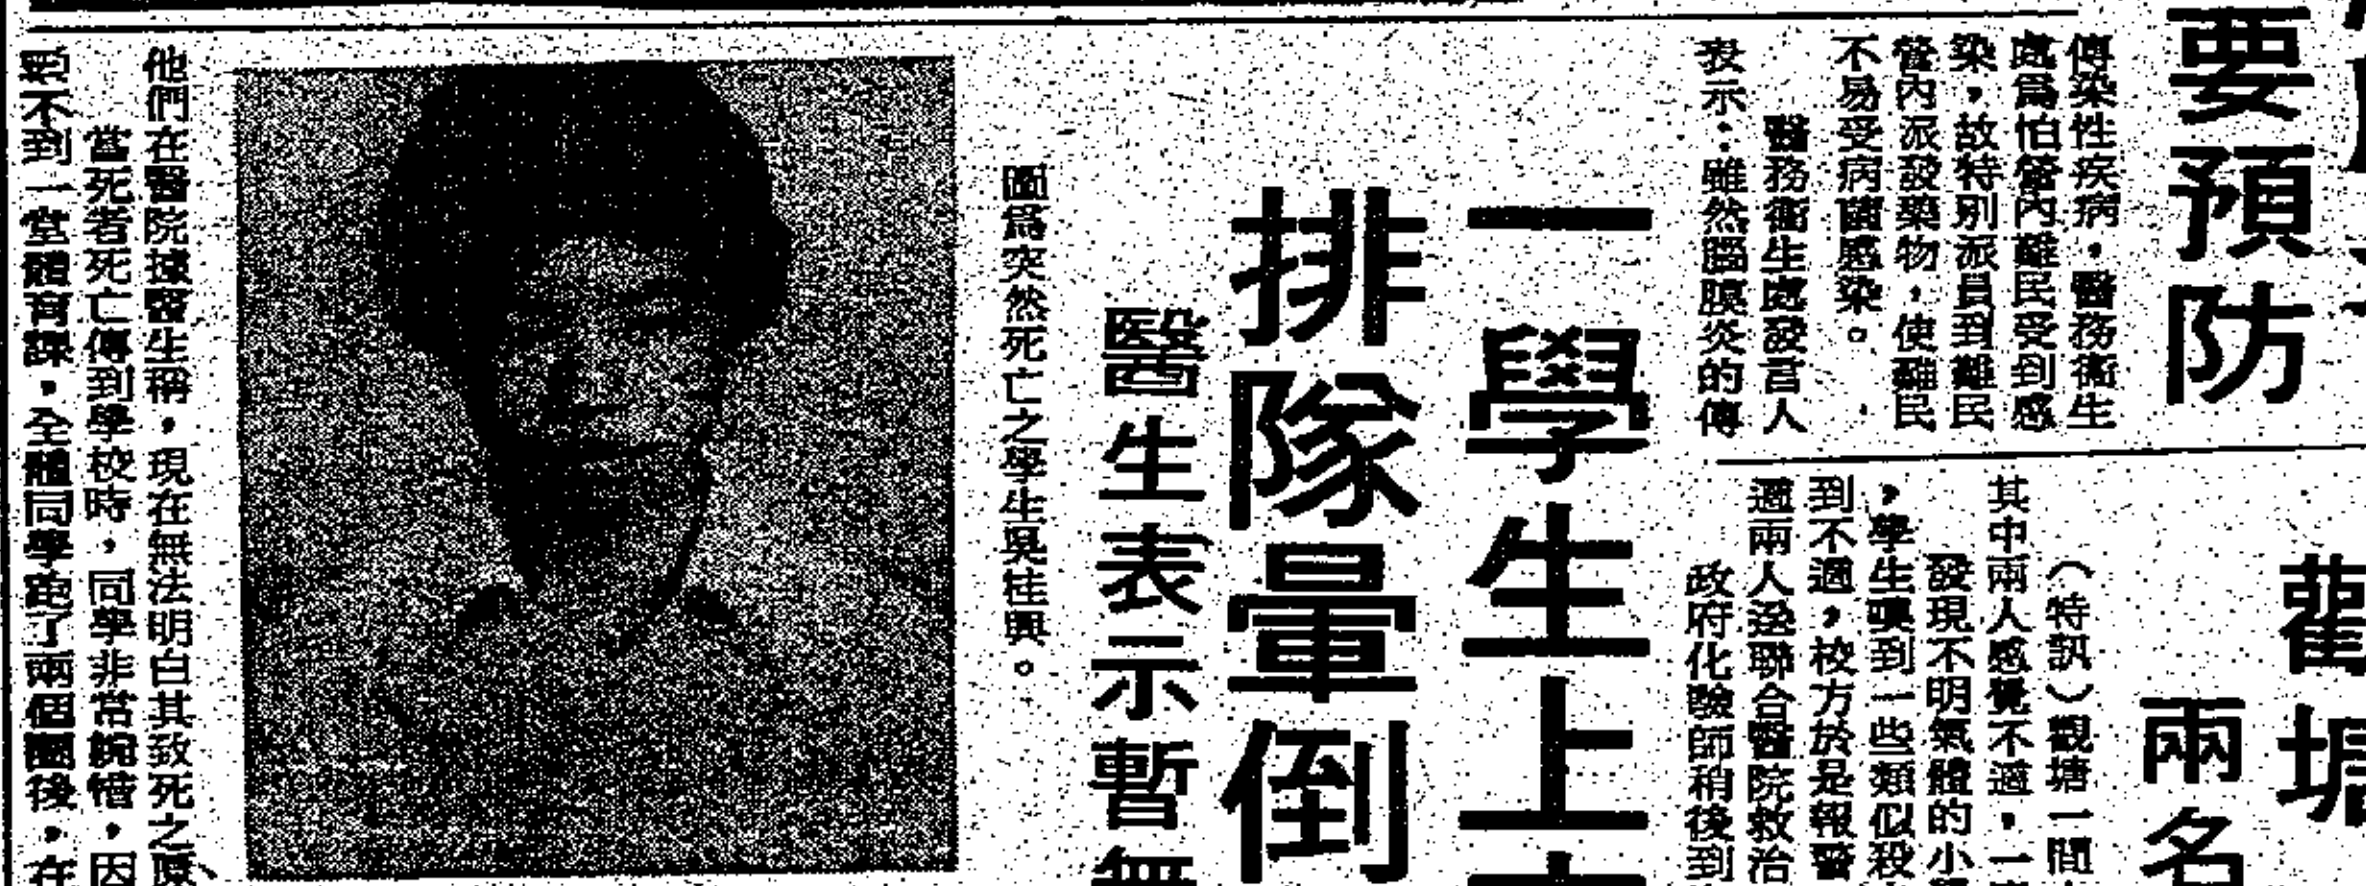 要預防
傳染性疾病，醫務衞生
處爲怕營內難民受到感
染，故特別派員到難民
營內派發藥物，使難民
不易受病菌感染。
醫務衞生處發言人
表示：雖然腦膜炎的傳
觀塘
兩名
（特訊）觀塘一間
其中兩人感覺不適，一
發現不明氣體的小
，學生嗅到一些類似殺
到不適，校方於是報警
適兩人送聯合醫院救治
政府化驗師稍後到
一學生上
排隊暈倒
醫生表示暫無
圖爲突然死亡之學生吳桂興。
他們在醫院據醫生稱，現在無法明白其致死之原
當死者死亡傳到學校時，同學非常惋惜，因
不到一堂體育課，全體同學跑了兩個圈後，在